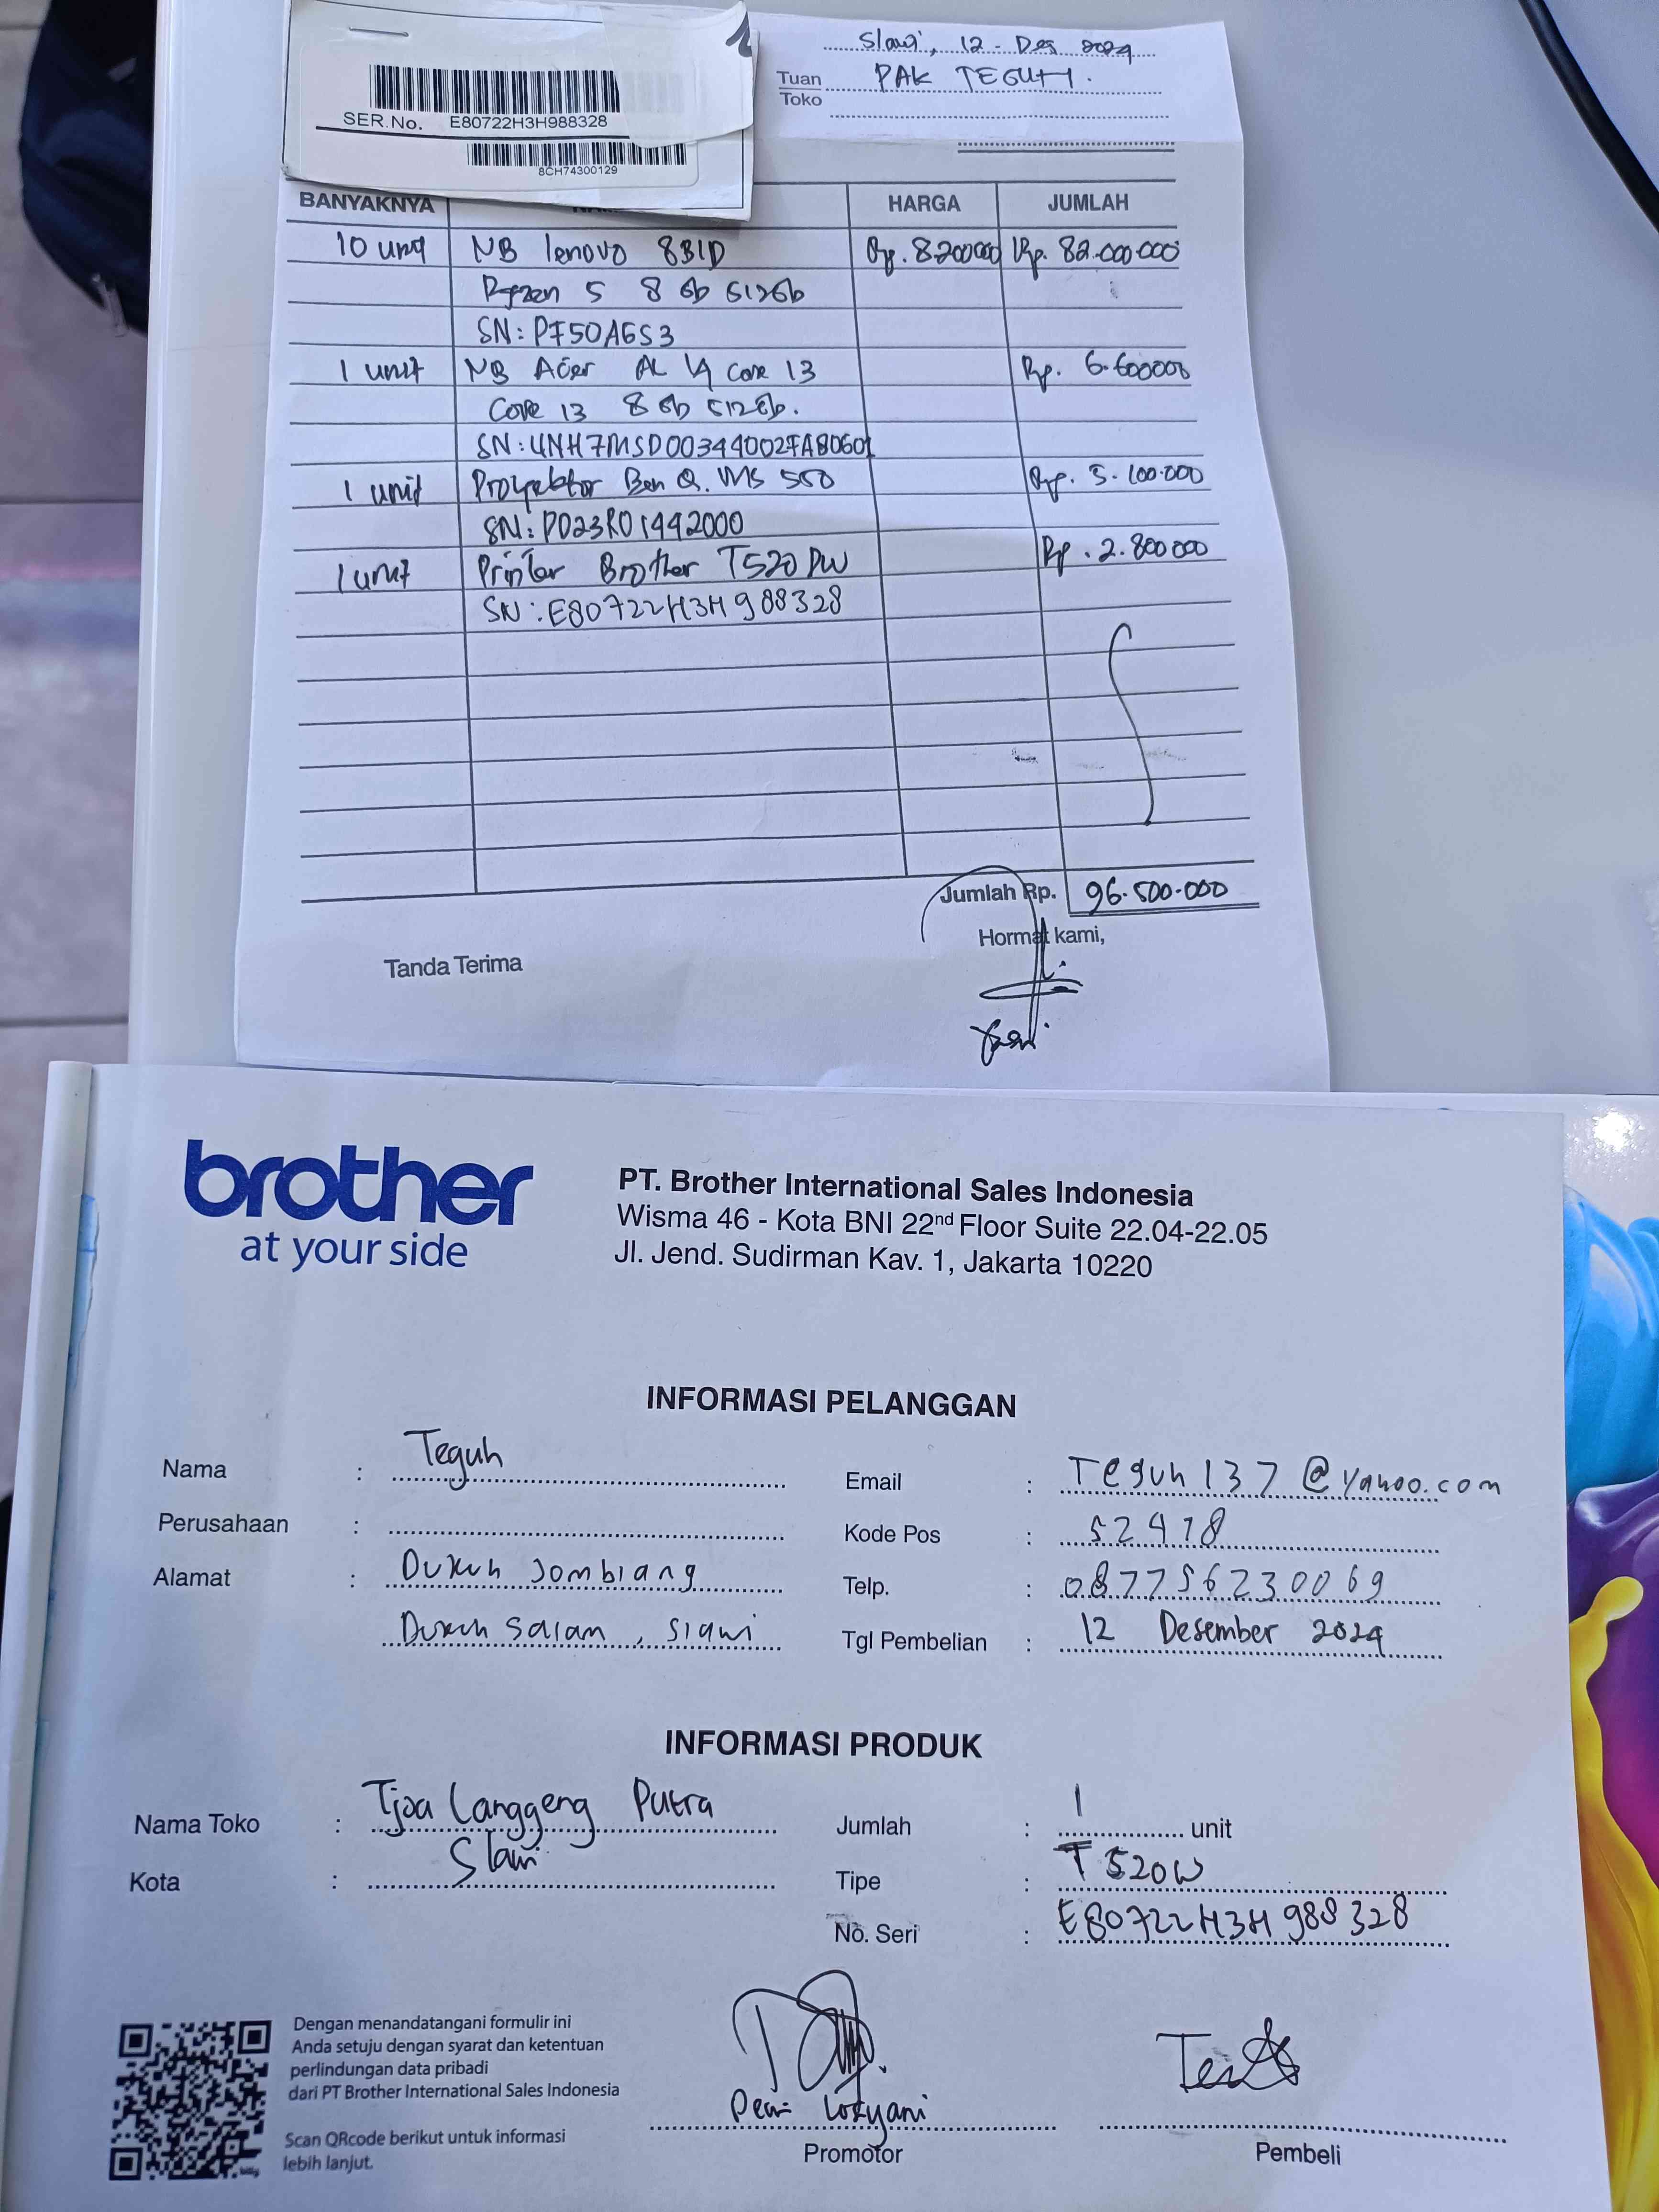 Slawi, 12 - Des 2024
Tuan PAK TEGUH.
Toko
SER.No. E80722H3H988328
8CH74300129
BANYAKNYA HARGA JUMLAH
10 unit NB lenovo 881D Rp. 8200000 Rp. 82.000.000
Ryzen 5 8 Gb 512Gb
SN: PF50AGS3
1 unit NB Acer AL 14 Core 13 Rp. 6.600000
Core 13 8 Gb 512Gb.
SN: UNH7MSD00344002FAB0601
1 unit Proyektor Ben Q. MS 550 Rp. 5.100.000
SN: PD23R01442000
1 unit Printer Brother T520 DW Rp. 2.800000
SN: E80722H3H988328
Jumlah Rp. 96.500.000
Hormat kami,
Tanda Terima
brother
at your side
PT. Brother International Sales Indonesia
Wisma 46 - Kota BNI 22nd Floor Suite 22.04-22.05
Jl. Jend. Sudirman Kav. 1, Jakarta 10220
INFORMASI PELANGGAN
Nama : Teguh Email : Teguh137@yahoo.com
Perusahaan : Kode Pos : 52418
Alamat : Dukuh Jombiang Telp. : 0877562300 69
Dukuh Salam, Slawi Tgl Pembelian : 12 Desember 2024
INFORMASI PRODUK
Nama Toko : Tjoa Langgeng Putra Jumlah : 1 unit
Kota : Slawi Tipe : T520W
No. Seri : E80722H3H988328
Dengan menandatangani formulir ini
Anda setuju dengan syarat dan ketentuan
perlindungan data pribadi
dari PT Brother International Sales Indonesia
Scan QRcode berikut untuk informasi
lebih lanjut.
Promotor Pembeli